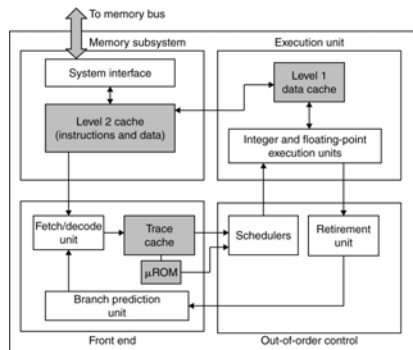 To memory bus
Memory subsystem
System interface
Level 2 cache
(instructions and data)
Execution unit
Level 1
data cache
Integer and floating-point
execution units
Fetch/decode
unit
Trace
cache
µROM
Branch prediction
unit
Front end
Schedulers
Retirement
unit
Out-of-order control